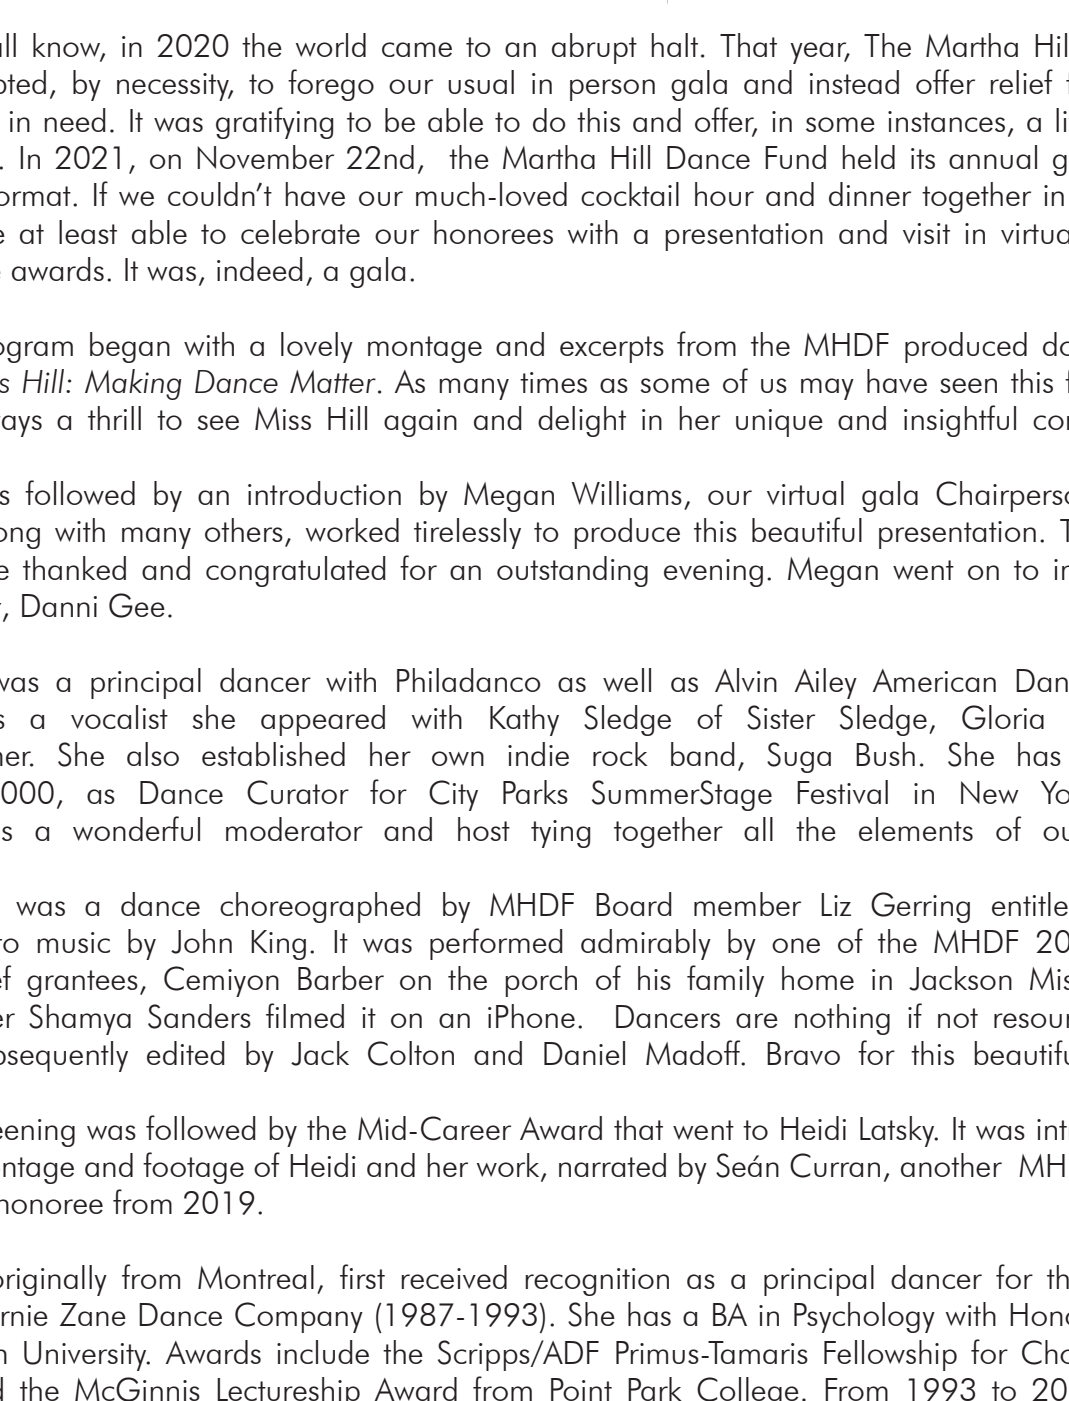 all know, in 2020 the world came to an abrupt halt. That year, The Martha Hil
pted, by necessity, to forego our usual in person gala and instead offer relief
in need. It was gratifying to be able to do this and offer, in some instances, a li
. In 2021, on November 22nd, the Martha Hill Dance Fund held its annual g
ormat. If we couldn't have our much-loved cocktail hour and dinner together in
e at least able to celebrate our honorees with a presentation and visit in virtua
awards. It was, indeed, a gala.
ogram began with a lovely montage and excerpts from the MHDF produced do
s Hill: Making Dance Matter. As many times as some of us may have seen this f
ays a thrill to see Miss Hill again and delight in her unique and insightful con
s followed by an introduction by Megan Williams, our virtual gala Chairperso
ong with many others, worked tirelessly to produce this beautiful presentation. T
e thanked and congratulated for an outstanding evening. Megan went on to in
, Danni Gee.
was a principal dancer with Philadanco as well as Alvin Ailey American Dan
s a vocalist she appeared with Kathy Sledge of Sister Sledge, Gloria
ner. She also established her own indie rock band, Suga Bush. She has
000, as Dance Curator for City Parks SummerStage Festival in New Yo
s a wonderful moderator and host tying together all the elements of ou
was a dance choreographed by MHDF Board member Liz Gerring entitle
to music by John King. It was performed admirably by one of the MHDF 20
ef grantees, Cemiyon Barber on the porch of his family home in Jackson Mis
er Shamya Sanders filmed it on an iPhone. Dancers are nothing if not resour
bsequently edited by Jack Colton and Daniel Madoff. Bravo for this beautifu
eening was followed by the Mid-Career Award that went to Heidi Latsky. It was int
ntage and footage of Heidi and her work, narrated by Seán Curran, another MH
honoree from 2019.
originally from Montreal, first received recognition as a principal dancer for th
rnie Zane Dance Company (1987-1993). She has a BA in Psychology with Hono
n University. Awards include the Scripps/ADF Primus-Tamaris Fellowship for Cho
d the McGinnis Lectureship Award from Point Park College. From 1993 to 20